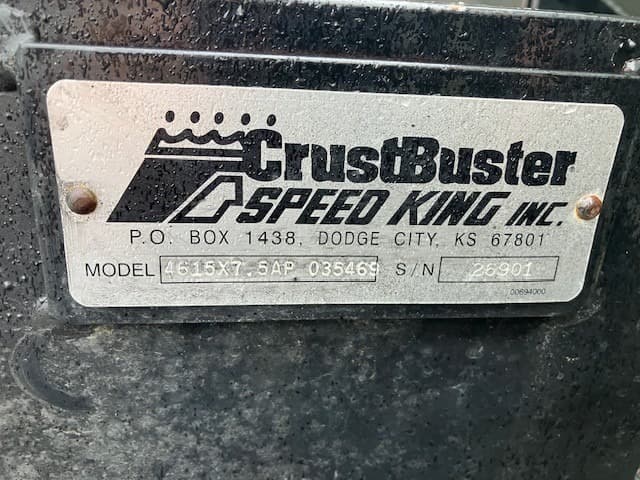 CrustBuster
SPEED KING INC.
P.O. BOX 1438, DODGE CITY, KS 67801
MODEL 4615X7.5AP 035469 S/N 26901
00694000